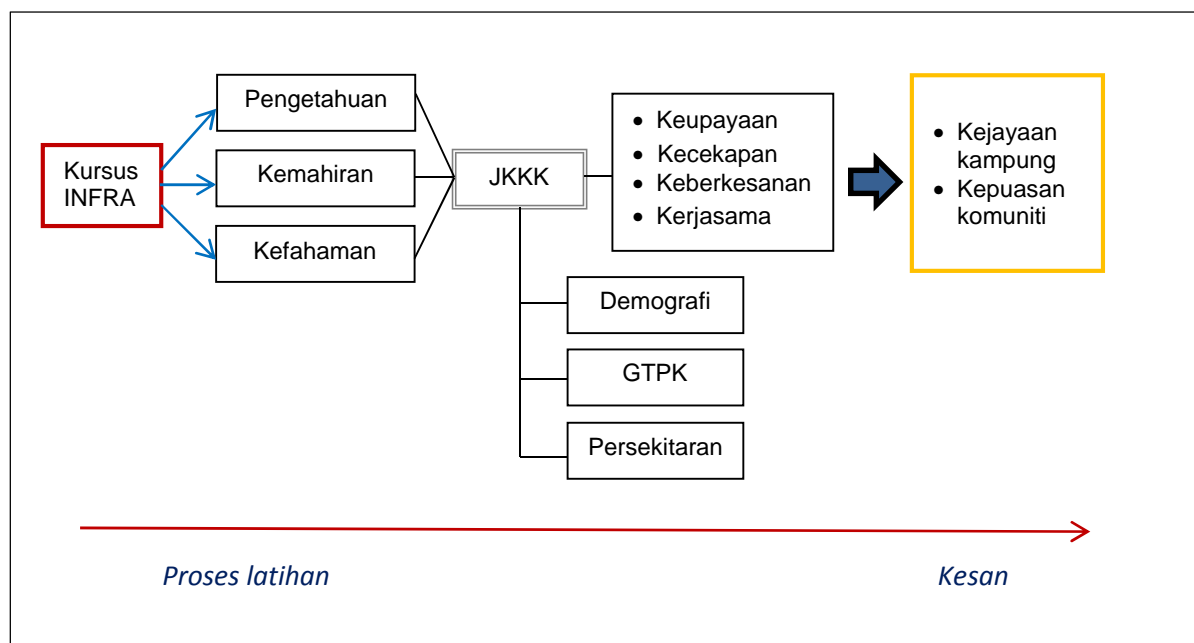 Kursus
INFRA
Pengetahuan
Kemahiran
Kefahaman
JKKK
• Keupayaan
• Kecekapan
• Keberkesanan
• Kerjasama
• Kejayaan
kampung
• Kepuasan
komuniti
Demografi
GTPK
Persekitaran
Proses latihan
Kesan